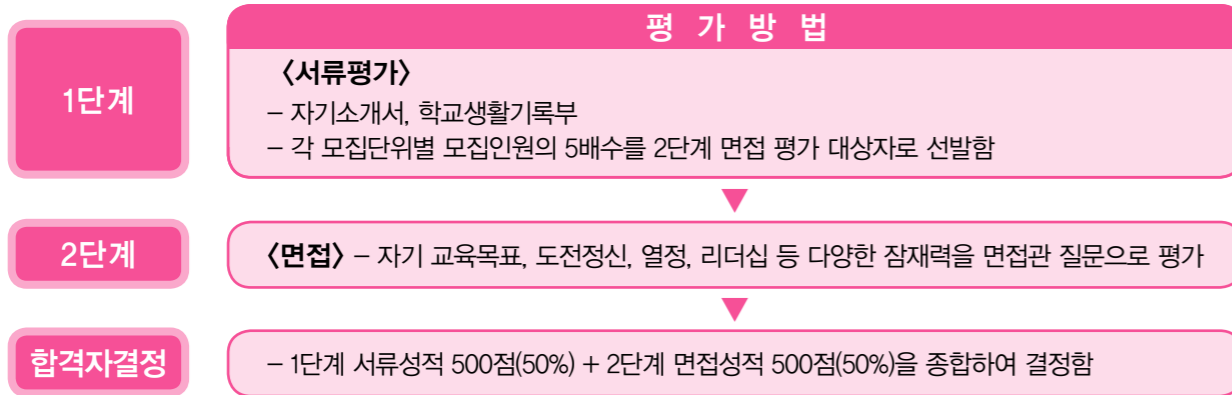 평 가 방 법
1단계
〈서류평가〉
– 자기소개서, 학교생활기록부
– 각 모집단위별 모집인원의 5배수를 2단계 면접 평가 대상자로 선발함
2단계
〈면접〉 – 자기 교육목표, 도전정신, 열정, 리더십 등 다양한 잠재력을 면접관 질문으로 평가
합격자결정
– 1단계 서류성적 500점(50%) + 2단계 면접성적 500점(50%)을 종합하여 결정함